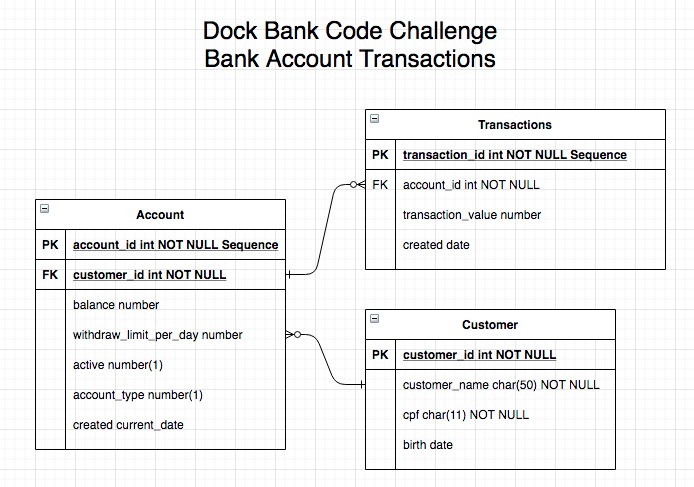 Dock Bank Code Challenge
Bank Account Transactions
Transactions
PK transaction_id int NOT NULL Sequence
FK account_id int NOT NULL
transaction_value number
created date
Account
PK account_id int NOT NULL Sequence
FK customer_id int NOT NULL
balance number
withdraw_limit_per_day number
active number(1)
account_type number(1)
created current_date
Customer
PK customer_id int NOT NULL
customer_name char(50) NOT NULL
cpf char(11) NOT NULL
birth date